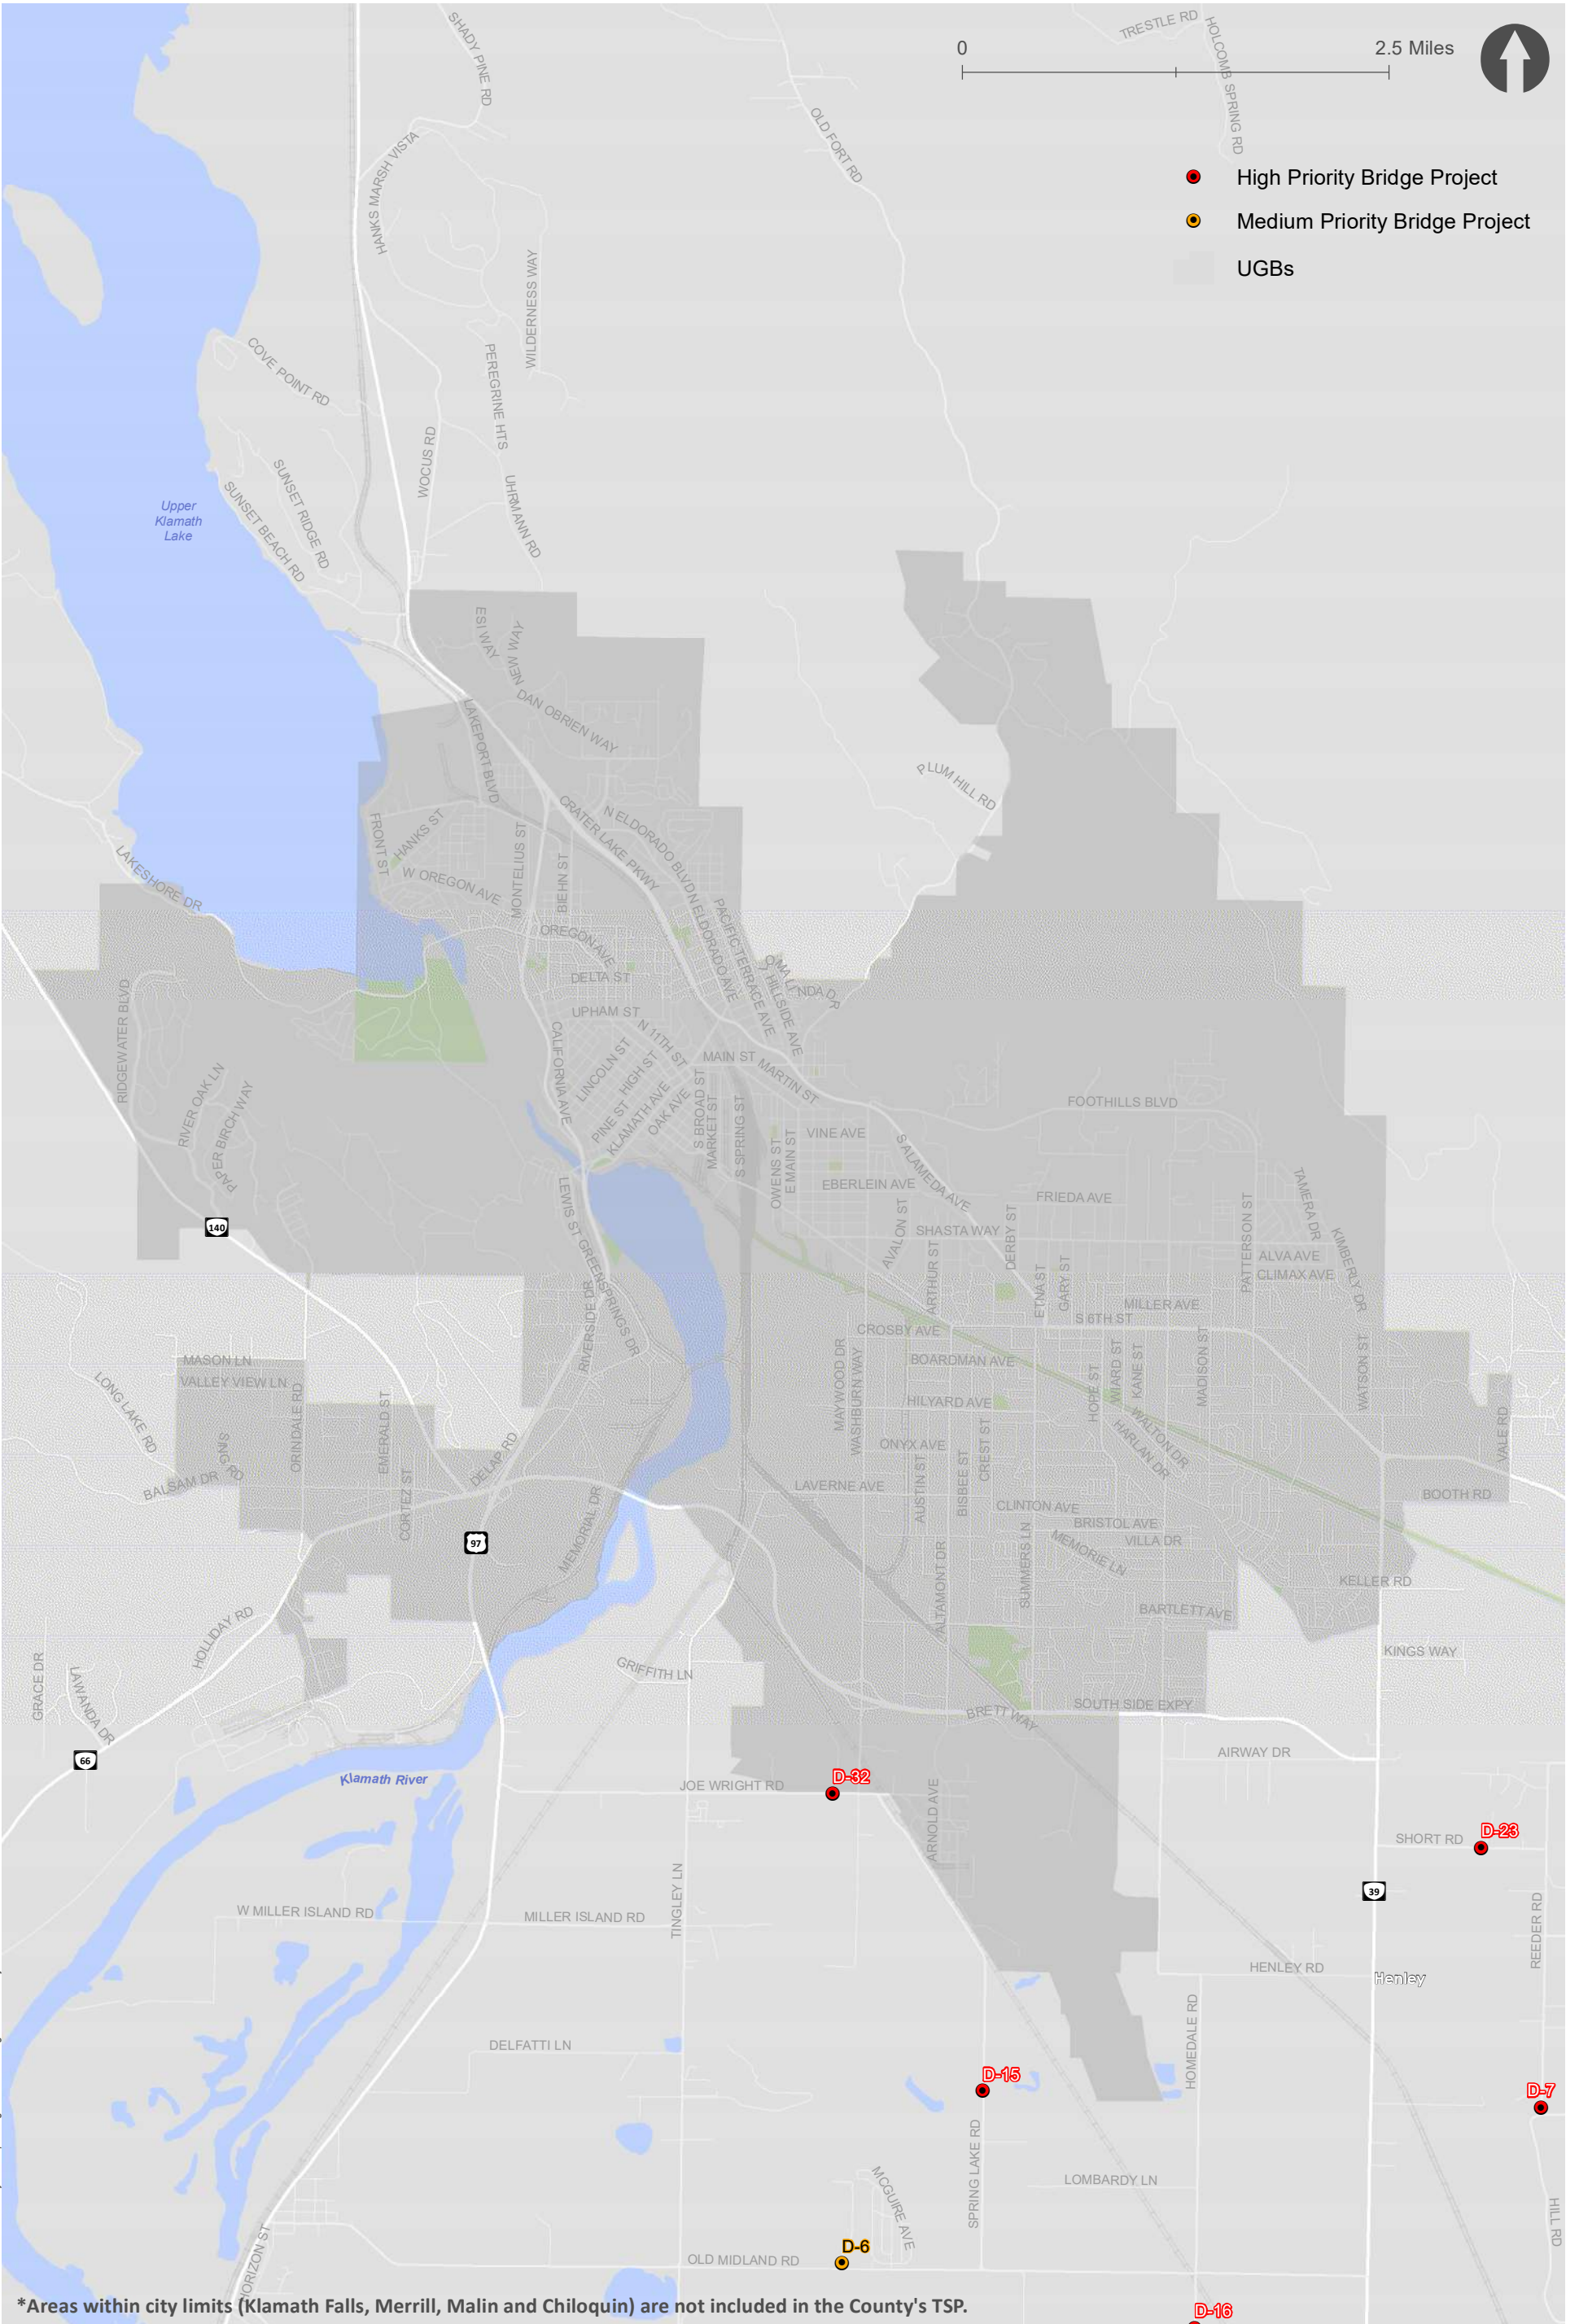 SHADY PINE RD
TRESTLE RD
HOLCOMB SPRING RD
0
2.5 Miles
OLD FORT RD
HANKS MARSH VISTA
High Priority Bridge Project
Medium Priority Bridge Project
UGBs
WILDERNESS WAY
COVE POINT RD
PEREGRINE HTS
WOCUS RD
SUNSET RIDGE RD
SUNSET BEACH RD
UHRMANN RD
Upper
Klamath
Lake
ESI WAY
NEW WAY
DAN OBRIEN WAY
LAKEPORT BLVD
PLUM HILL RD
CRATER LAKE PKWY
N ELDORADO BLVD
N ELDORADO AVE
FRONT ST
HANKS ST
W OREGON AVE
MONTELIUS ST
BIEHN ST
LAKESHORE DR
PACIFIC TERRACE AVE
OREGON AVE
DELTA ST
HILLSIDE AVE
RIDGEWATER BLVD
UPHAM ST
N 11TH ST
CALIFORNIA AVE
LINCOLN ST
HIGH ST
MAIN ST
MARTIN ST
PINE ST
KLAMATH AVE
OAK AVE
S BROAD ST
MARKET ST
S SPRING ST
RIVER OAK LN
PAPER BIRCH WAY
FOOTHILLS BLVD
VINE AVE
OWENS ST
E MAIN ST
S ALAMEDA AVE
EBERLEIN AVE
FRIEDA AVE
TAMERA DR
PATTERSON ST
KIMBERLY DR
LEWIS ST
GREENSPRINGS DR
RIVERSIDE DR
140
AVALON ST
SHASTA WAY
DERBY ST
ARTHUR ST
ETNA ST
GARY ST
ALVA AVE
CLIMAX AVE
MILLER AVE
S 6TH ST
CROSBY AVE
BOARDMAN AVE
MAYWOOD DR
WASHBURN WAY
HOPE ST
WIARD ST
KANE ST
MADISON ST
WATSON ST
MASON LN
VALLEY VIEW LN
LONG LAKE RD
ORINDALE RD
EMERALD ST
HILYARD AVE
CREST ST
WALTON DR
HARLAN DR
VALE RD
SING RD
BALSAM DR
DELAP RD
CORTEZ ST
ONYX AVE
BISBEE ST
AUSTIN ST
LAVERNE AVE
CLINTON AVE
BOOTH RD
BRISTOL AVE
VILLA DR
MEMORIE LN
97
MEMORIAL DR
ALTAMONT DR
SUMMERS LN
KELLER RD
BARTLETT AVE
HOLLIDAY RD
GRACE DR
LAWANDA DR
GRIFFITH LN
KINGS WAY
SOUTH SIDE EXPY
BRETT WAY
AIRWAY DR
66
Klamath River
JOE WRIGHT RD
D-32
ARNOLD AVE
D-23
SHORT RD
39
TINGLEY LN
W MILLER ISLAND RD
MILLER ISLAND RD
REEDER RD
HENLEY RD
Henley
HOMEDALE RD
DELFATTI LN
D-15
D-7
SPRING LAKE RD
LOMBARDY LN
MCGUIRE AVE
HILL RD
D-6
OLD MIDLAND RD
HORIZON ST
*Areas within city limits (Klamath Falls, Merrill, Malin and Chiloquin) are not included in the County's TSP.
D-16